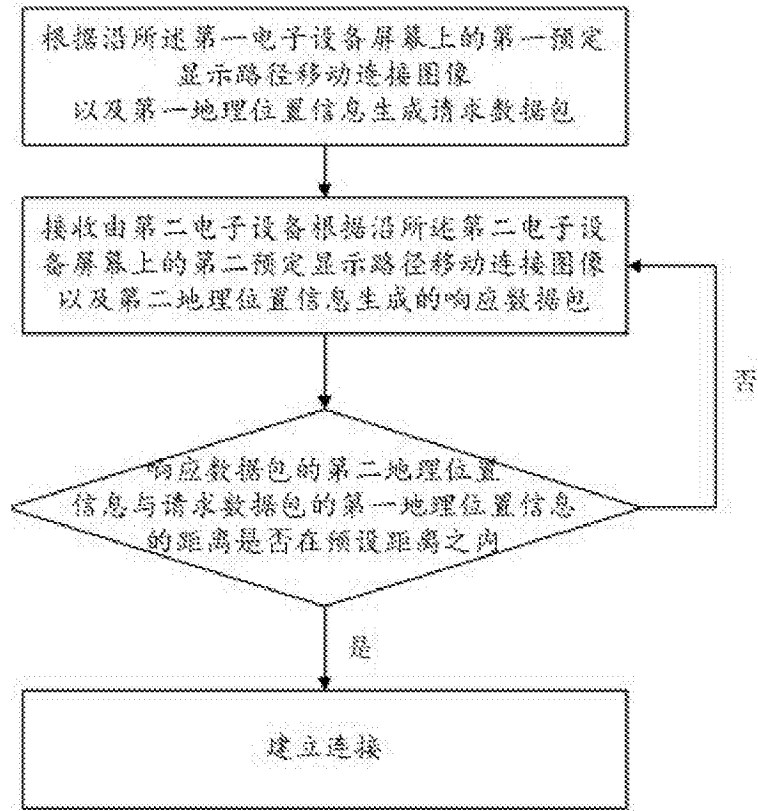 根据沿所述第一电子设备屏幕上的第一预定
显示路径移动连接图像
以及第一地理位置信息生成请求数据包
接收由第二电子设备根据沿所述第二电子设
备屏幕上的第二预定显示路径移动连接图像
以及第二地理位置信息生成的响应数据包
否
响应数据包的第二地理位置
信息与请求数据包的第一地理位置信息
的距离是否在预设距离之内
是
建立连接